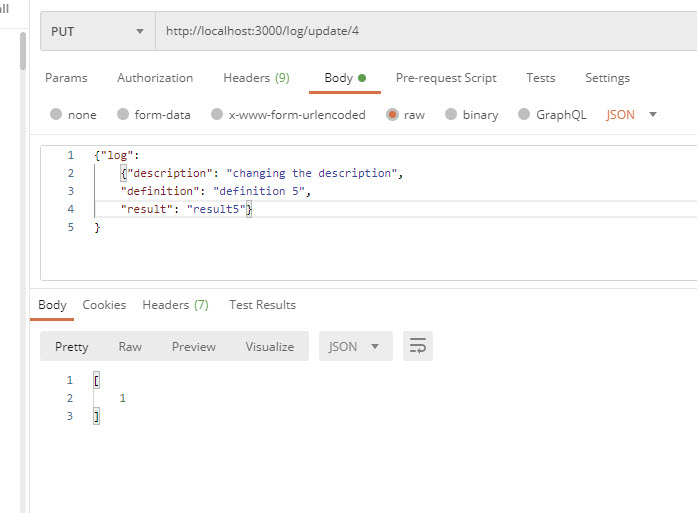 all
PUT http://localhost:3000/log/update/4
Params Authorization Headers (9) Body Pre-request Script Tests Settings
none form-data x-www-form-urlencoded raw binary GraphQL JSON
1 {"log":
2 {"description": "changing the description",
3 "definition": "definition 5",
4 "result": "result5"}
5 }
Body Cookies Headers (7) Test Results
Pretty Raw Preview Visualize JSON
1 [
2 1
3 ]